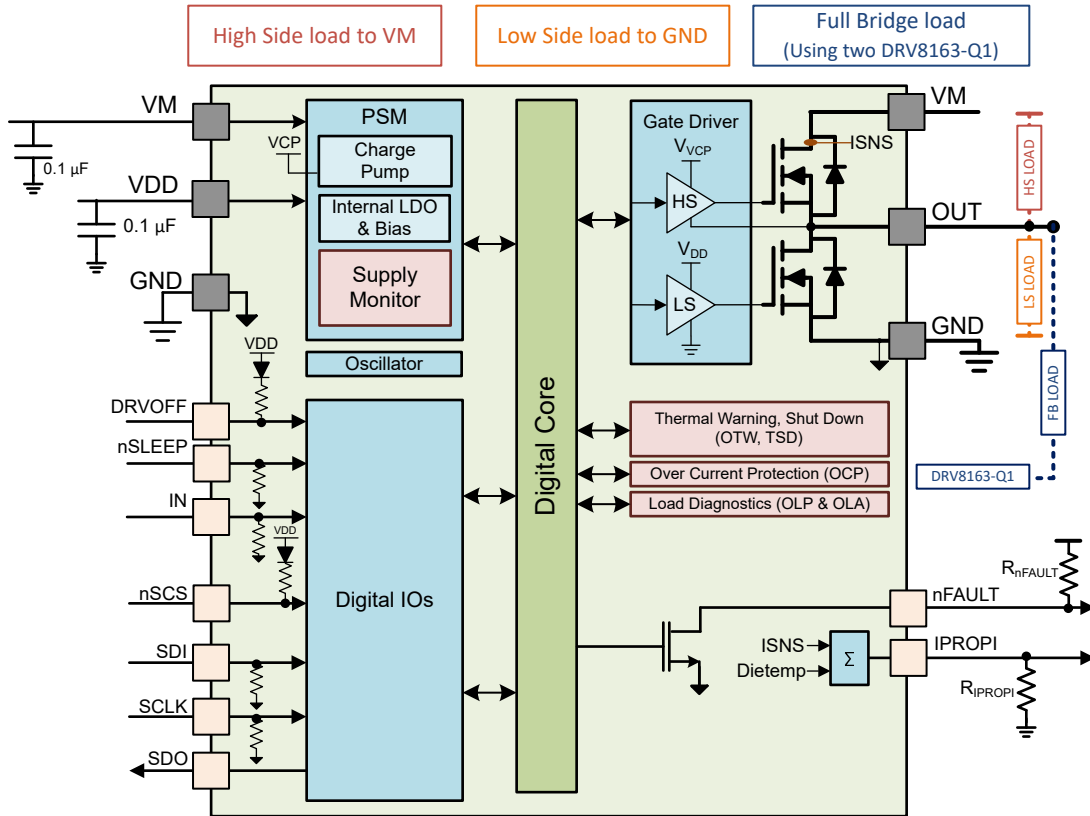 High Side load to VM
Low Side load to GND
Full Bridge load
(Using two DRV8163-Q1)
VM
0.1 µF
VDD
0.1 µF
GND
PSM
VCP
Charge
Pump
Internal LDO
& Bias
Supply
Monitor
Oscillator
Digital Core
Gate Driver
VVCP
HS
VDD
LS
ISNS
VM
OUT
GND
HS LOAD
LS LOAD
FB LOAD
DRV8163-Q1
VDD
DRVOFF
nSLEEP
IN
VDD
nSCS
SDI
SCLK
SDO
Digital IOs
Thermal Warning, Shut Down
(OTW, TSD)
Over Current Protection (OCP)
Load Diagnostics (OLP & OLA)
RnFAULT
nFAULT
ISNS
Dietemp
Σ
IPROPI
RIPROPI